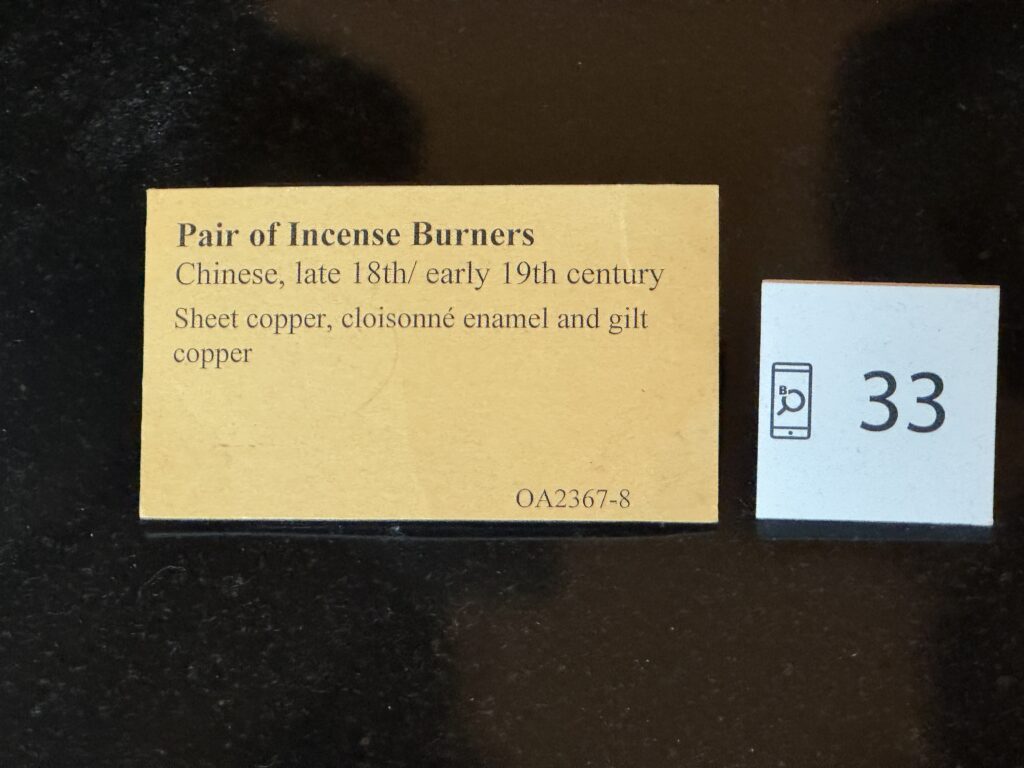 Pair of Incense Burners
Chinese, late 18th/ early 19th century
Sheet copper, cloisonné enamel and gilt
copper
OA2367-8
B
33